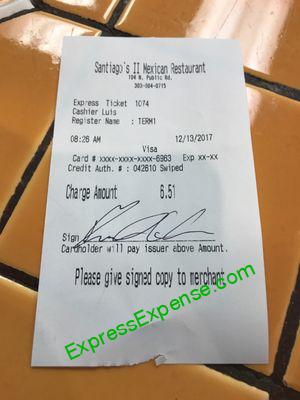 Santiago's II Mexican Restaurant
104 N. Public Rd.
303-004-0715
Express Ticket 1074
Cashier Luis
Register Name : TERM1
08:26 AM 12/13/2017
Visa
Card # xxxx-xxxx-xxxx-6963 Exp xx-xx
Credit Auth. # : 042610 Swiped
Charge Amount 6.51
Sign
Cardholder will pay issuer above Amount.
Please give signed copy to merchant
ExpressExpense.com